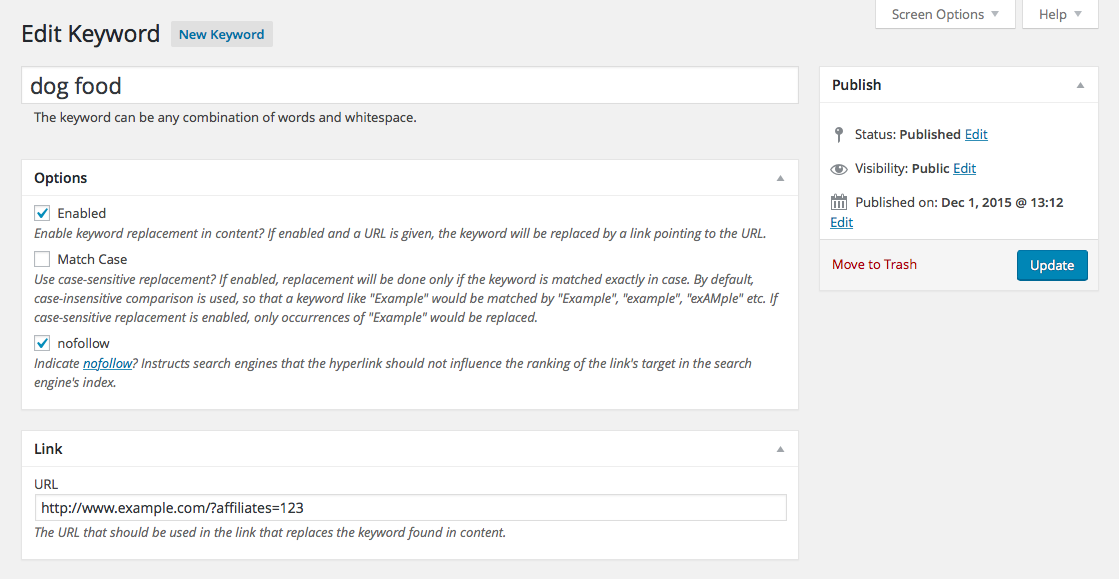 Screen Options
Help
Edit Keyword
New Keyword
dog food
The keyword can be any combination of words and whitespace.
Options
Enabled
Enable keyword replacement in content? If enabled and a URL is given, the keyword will be replaced by a link pointing to the URL.
Match Case
Use case-sensitive replacement? If enabled, replacement will be done only if the keyword is matched exactly in case. By default,
case-insensitive comparison is used, so that a keyword like "Example" would be matched by "Example", "example", "exAMple" etc. If
case-sensitive replacement is enabled, only occurrences of "Example" would be replaced.
nofollow
Indicate nofollow? Instructs search engines that the hyperlink should not influence the ranking of the link's target in the search
engine's index.
Link
URL
http://www.example.com/?affiliates=123
The URL that should be used in the link that replaces the keyword found in content.
Publish
Status: Published Edit
Visibility: Public Edit
Published on: Dec 1, 2015 @ 13:12
Edit
Move to Trash
Update